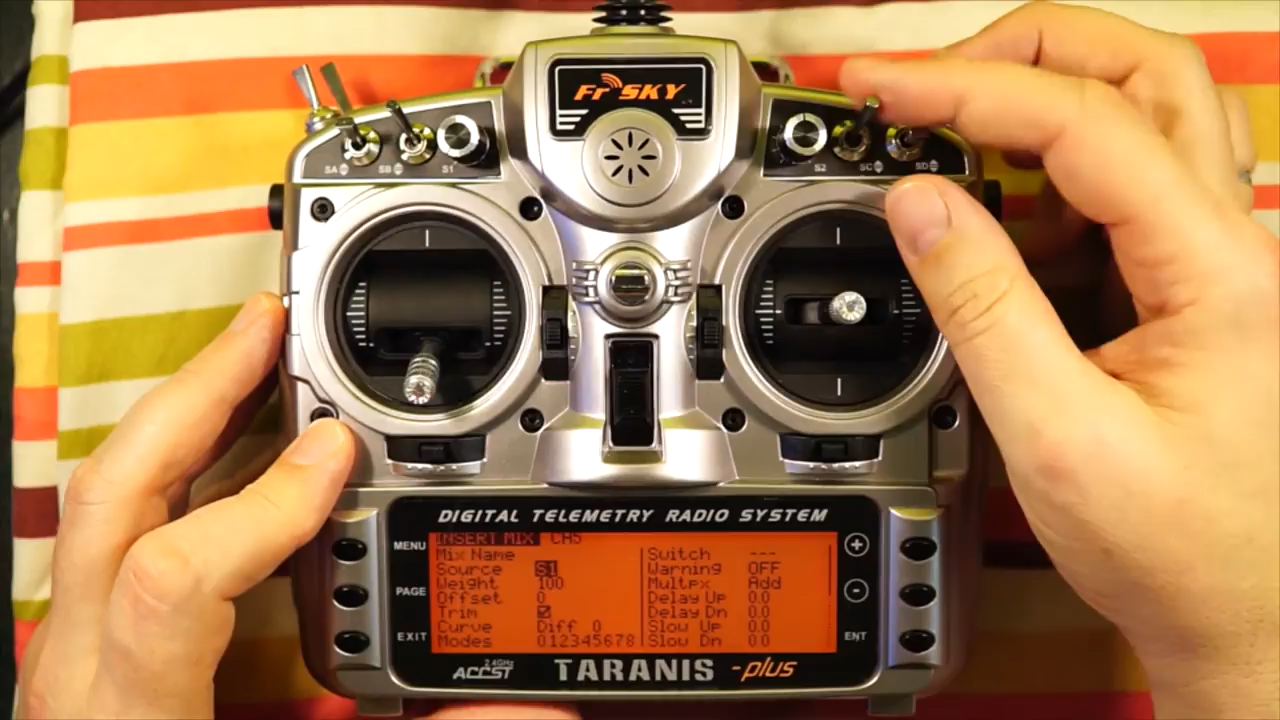 FrSKY
SA SB S1
S2 SC SD
DIGITAL TELEMETRY RADIO SYSTEM
MENU
PAGE
EXIT
INSERT MIX CH5
Mix Name
Source S1
Weight 100
Offset 0
Trim
Curve Diff 0
Modes 012345678
Switch ---
Warning OFF
Multpx Add
Delay Up 0.0
Delay Dn 0.0
Slow Up 0.0
Slow Dn 0.0
+
-
ENT
2.4GHz
ACCST TARANIS -plus